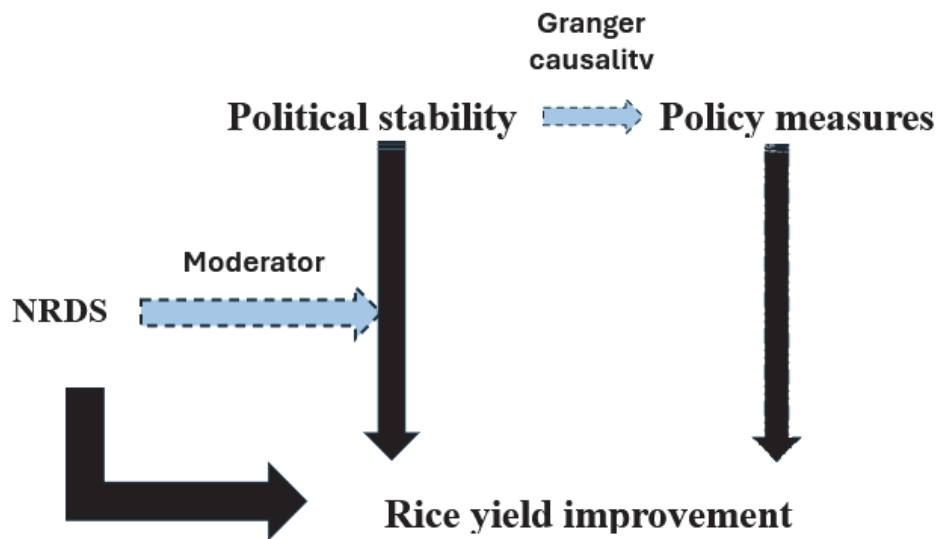 Granger
causality
Political stability
Policy measures
Moderator
NRDS
Rice yield improvement